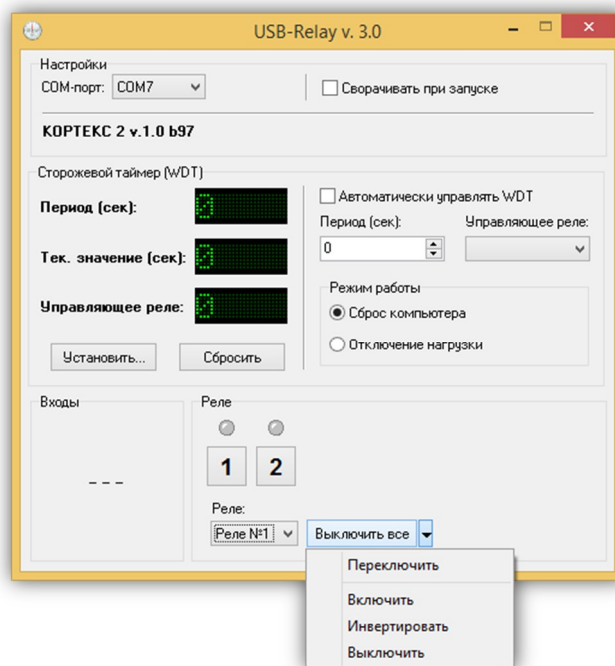 USB-Relay v. 3.0
Настройки
COM-порт: COM7
Сворачивать при запуске
КОРТЕКС 2 v.1.0 b97
Сторожевой таймер (WDT)
Период (сек): 0
Тек. значение (сек): 0
Управляющее реле: 0
Установить... Сбросить
Автоматически управлять WDT
Период (сек): Управляющее реле:
0
Режим работы
Сброс компьютера
Отключение нагрузки
Входы
---
Реле
1 2
Реле:
Реле №1 Выключить все
Переключить
Включить
Инвертировать
Выключить